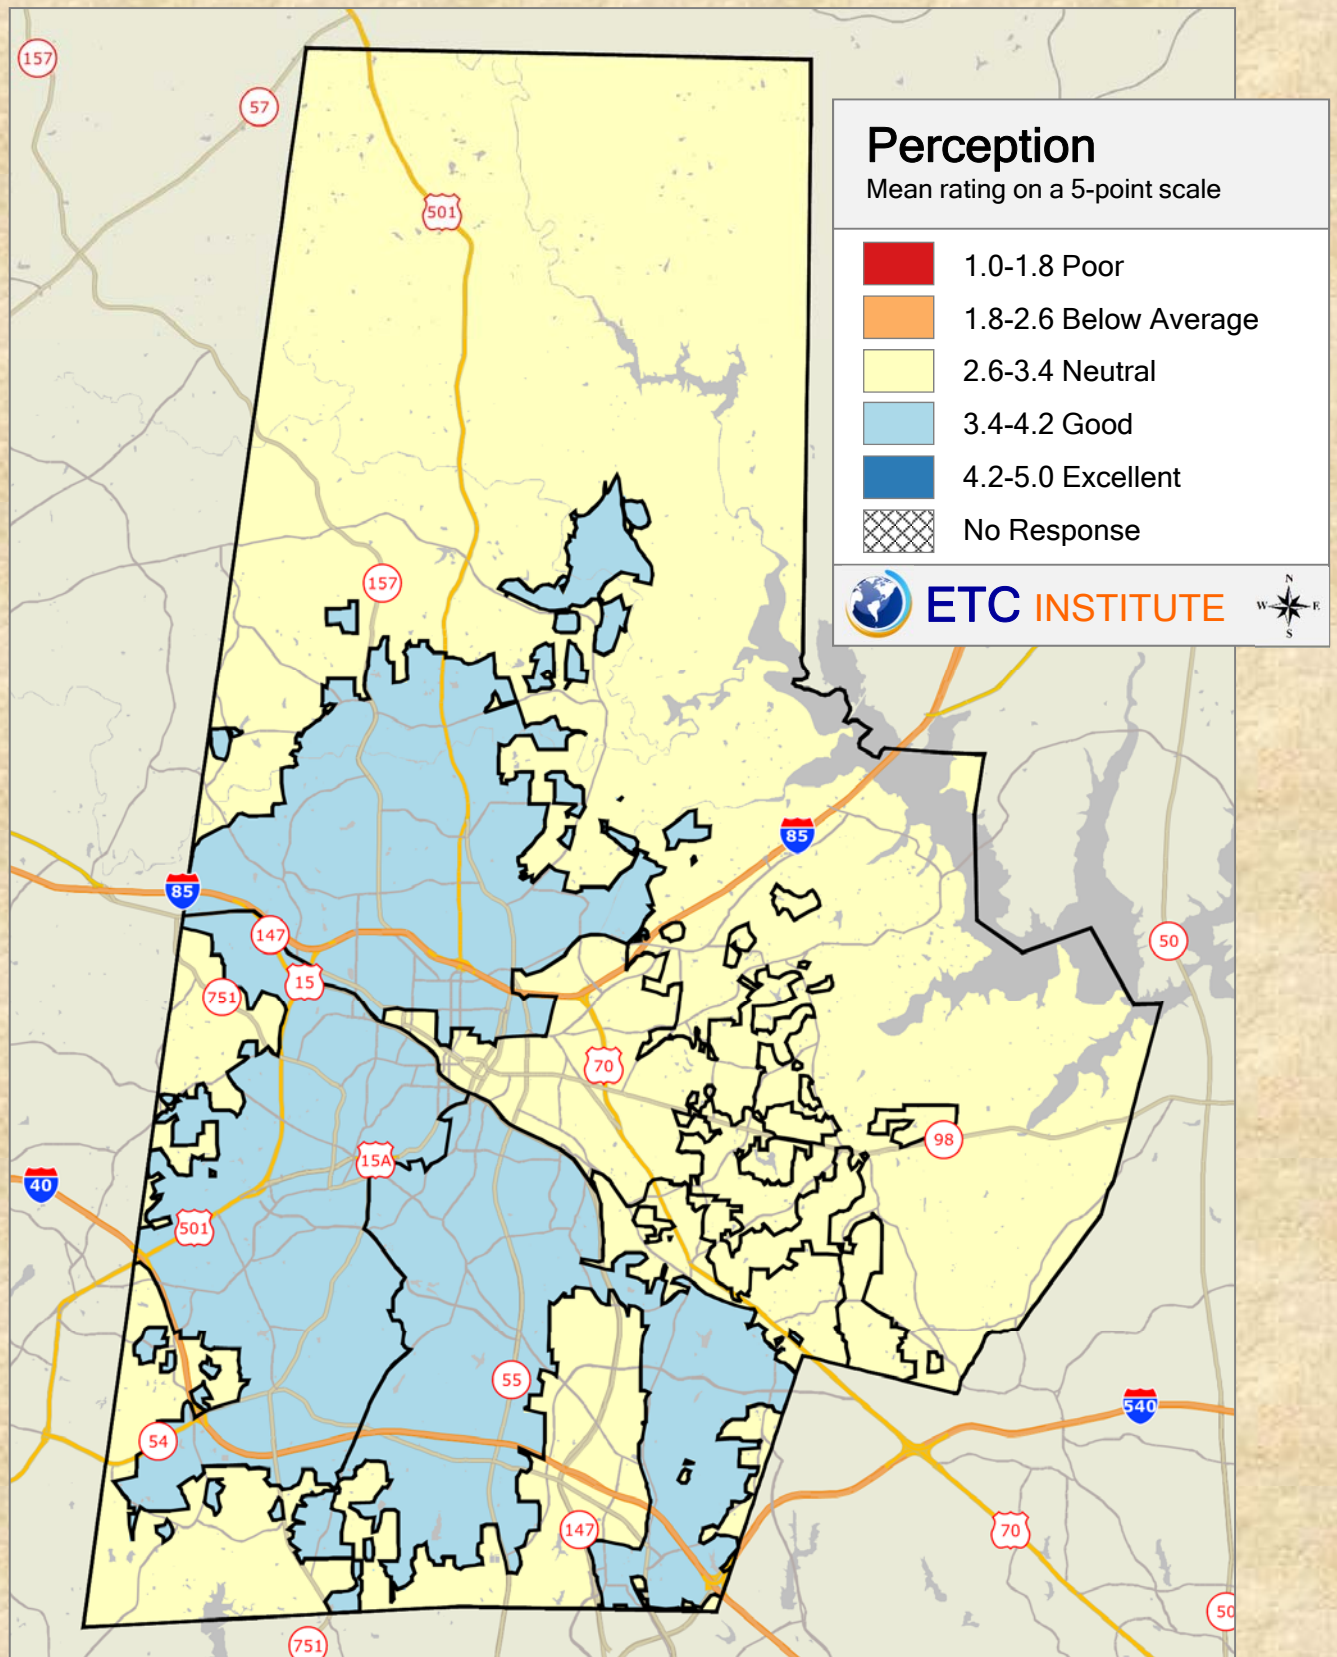 157
57
501
Perception
Mean rating on a 5-point scale
1.0-1.8 Poor
1.8-2.6 Below Average
2.6-3.4 Neutral
3.4-4.2 Good
4.2-5.0 Excellent
No Response
ETC INSTITUTE
N
W E
S
157
85
85
147
50
15
751
70
98
15A
40
501
55
540
54
147
70
50
751